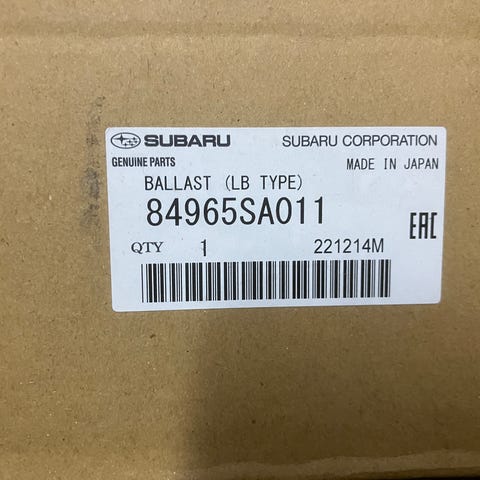 SUBARU SUBARU CORPORATION
GENUINE PARTS MADE IN JAPAN
BALLAST (LB TYPE)
84965SA011
EAC
QTY 1 221214M